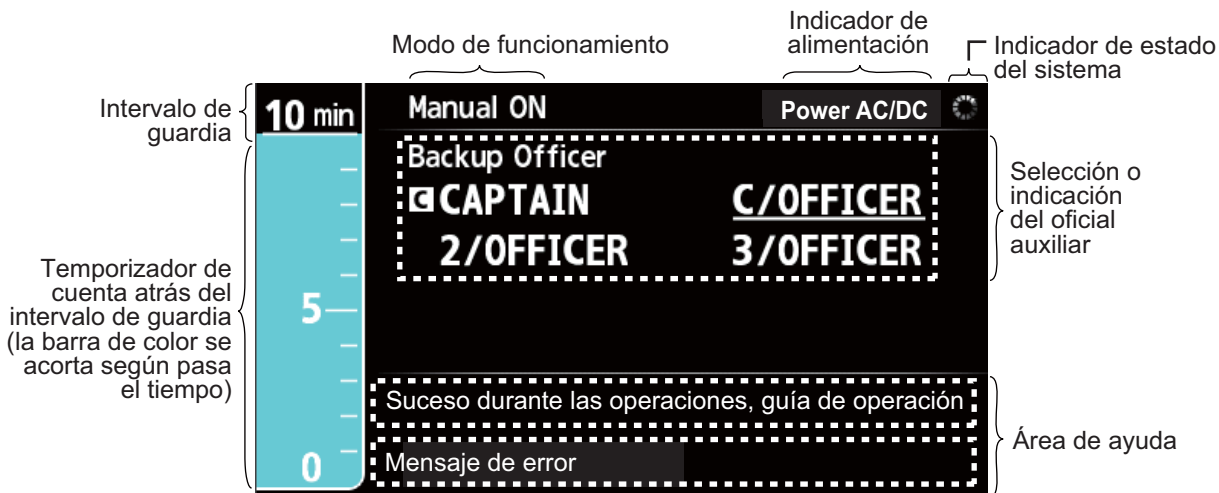 Modo de funcionamiento
Indicador de
alimentación
Indicador de estado
del sistema
Intervalo de
guardia
10 min
Manual ON
Power AC/DC
Backup Officer
C CAPTAIN
C/OFFICER
2/OFFICER
3/OFFICER
Selección o
indicación
del oficial
auxiliar
Temporizador de
cuenta atrás del
intervalo de guardia
(la barra de color se
acorta según pasa
el tiempo)
5
0
Suceso durante las operaciones, guía de operación
Mensaje de error
Área de ayuda